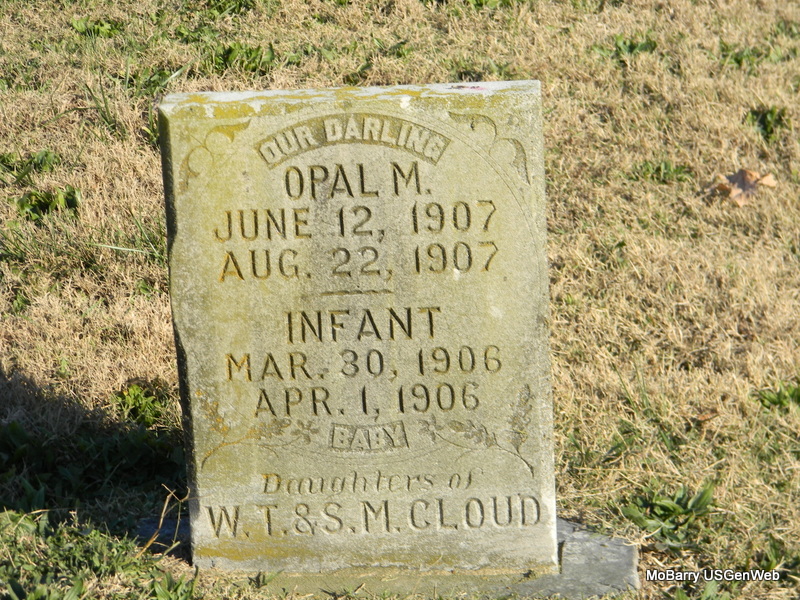 OUR DARLING
OPAL M.
JUNE 12, 1907
AUG. 22, 1907
INFANT
MAR. 30, 1906
APR. 1, 1906
BABY
Daughters of
W. T. & S. M. CLOUD
MoBarry USGenWeb